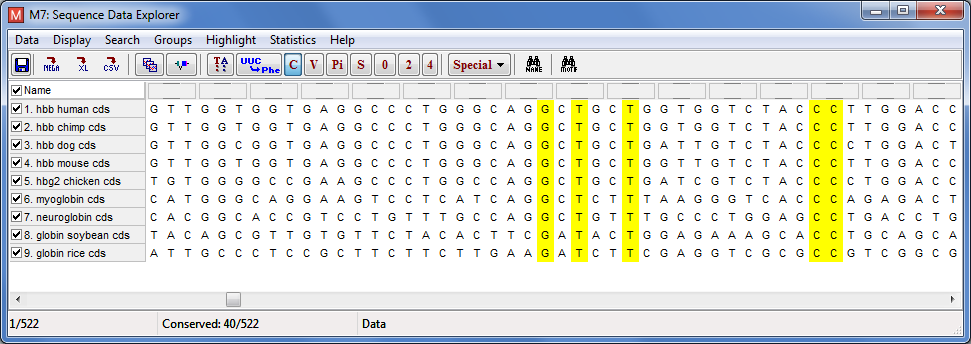 M7: Sequence Data Explorer
Data Display Search Groups Highlight Statistics Help
MEGA XL CSV TA UUC Phe C V Pi S 0 2 4 Special NAME MOTIF
Name
1. hbb human cds G T T G G T G G T G A G G C C C T G G G C A G G C T G C T G G T G G T C T A C C C T T G G A C C
2. hbb chimp cds G T T G G C G G T G A G G C C C T G G G C A G G C T G C T G G T G G T C T A C C C T T G G A C C
3. hbb dog cds G T T G G C G G T G A G G C C C T G G G C A G G C T G C T G A T T G T C T A C C C C T G G A C T
4. hbb mouse cds G T T G G T G G T G A G G C C C T G G G C A G G C T G C T G G T T G T C T A C C C T T G G A C C
5. hbg2 chicken cds T G T G G G G C C G A A G C C C T G G C C A G G C T G C T G A T C G T C T A C C C C T G G A C C
6. myoglobin cds C A T G G G C A G G A A G T C C T C A T C A G G C T C T T T A A G G G T C A C C C A G A G A C T
7. neuroglobin cds C A C G G C A C C G T C C T G T T T G C C A G G C T G T T T G C C C T G G A G C C T G A C C T G
8. globin soybean cds T A C A G C G T T G T G T T C T A C A C T T C G A T A C T G G A G A A A G C A C C T G C A G C A
9. globin rice cds A T T G C C C T C C G C T T C T T C T T G A A G A T C T T C G A G G T C G C G C C G T C G G C G
1/522 Conserved: 40/522 Data